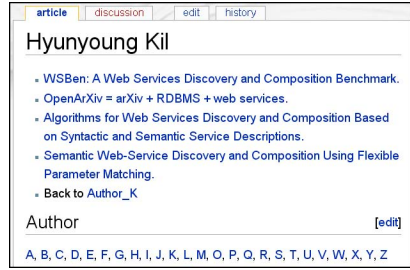 article discussion edit history
Hyunyoung Kil
WSBen: A Web Services Discovery and Composition Benchmark.
OpenArXiv = arXiv + RDBMS + web services.
Algorithms for Web Services Discovery and Composition Based
on Syntactic and Semantic Service Descriptions.
Semantic Web-Service Discovery and Composition Using Flexible
Parameter Matching.
Back to Author_K
Author [edit]
A, B, C, D, E, F, G, H, I, J, K, L, M, O, P, Q, R, S, T, U, V, W, X, Y, Z